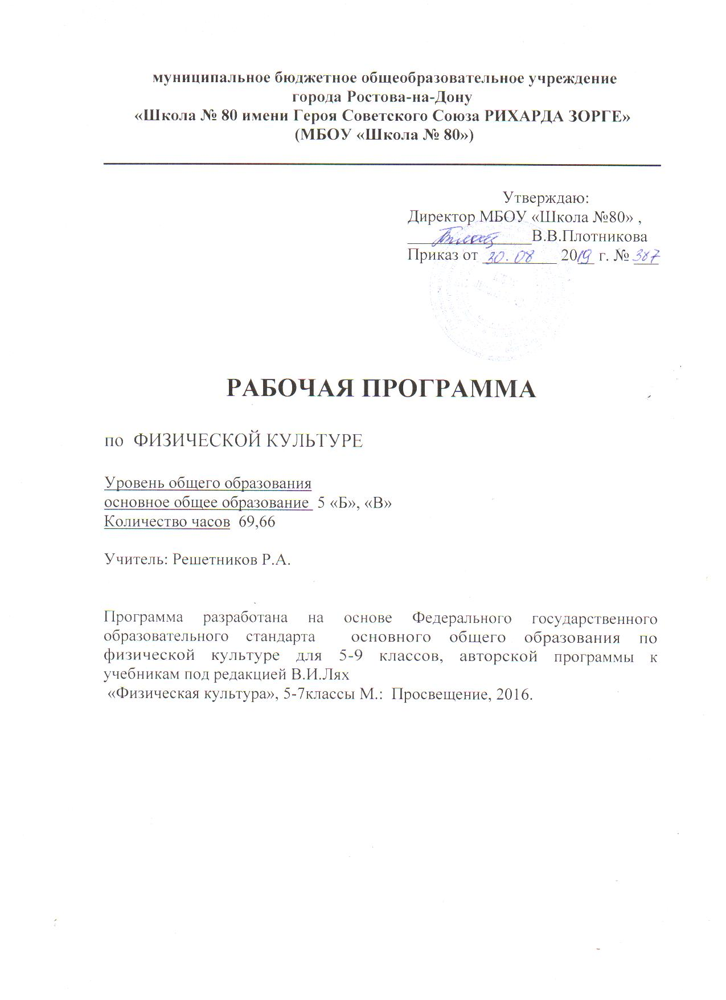 муниципальное бюджетное общеобразовательное учреждение
города Ростова-на-Дону
«Школа № 80 имени Героя Советского Союза РИХАРДА ЗОРГЕ»
(МБОУ «Школа № 80»)
Утверждаю:
Директор МБОУ «Школа №80» ,
_______________В.В.Плотникова
Приказ от 30.08 2019 г. № 387
РАБОЧАЯ ПРОГРАММА
по ФИЗИЧЕСКОЙ КУЛЬТУРЕ
Уровень общего образования
основное общее образование 5 «Б», «В»
Количество часов 69,66
Учитель: Решетников Р.А.
Программа разработана на основе Федерального государственного
образовательного стандарта основного общего образования по
физической культуре для 5-9 классов, авторской программы к
учебникам под редакцией В.И.Лях
«Физическая культура», 5-7классы М.: Просвещение, 2016.